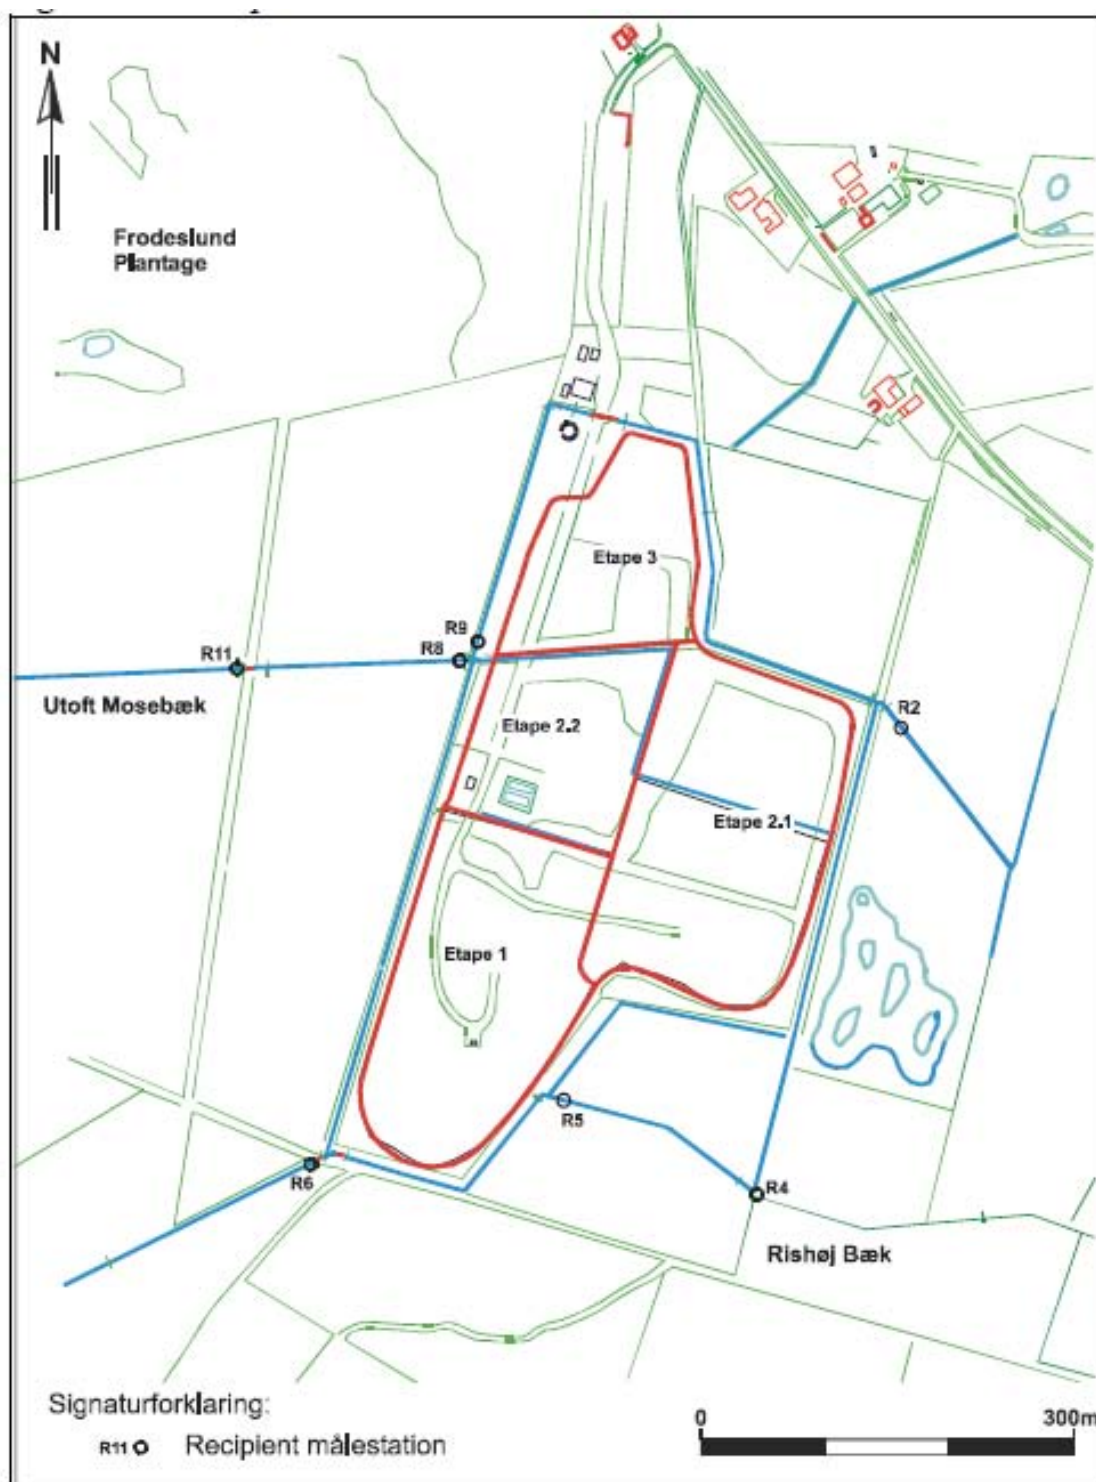 N
Frodeslund
Plantage
Etape 3
R9
R8
R11
Utoft Mosebæk
R2
Etape 2.2
Etape 2.1
Etape 1
R5
R6
R4
Rishøj Bæk
Signaturforklaring:
R11 Recipient målestation
0 300m